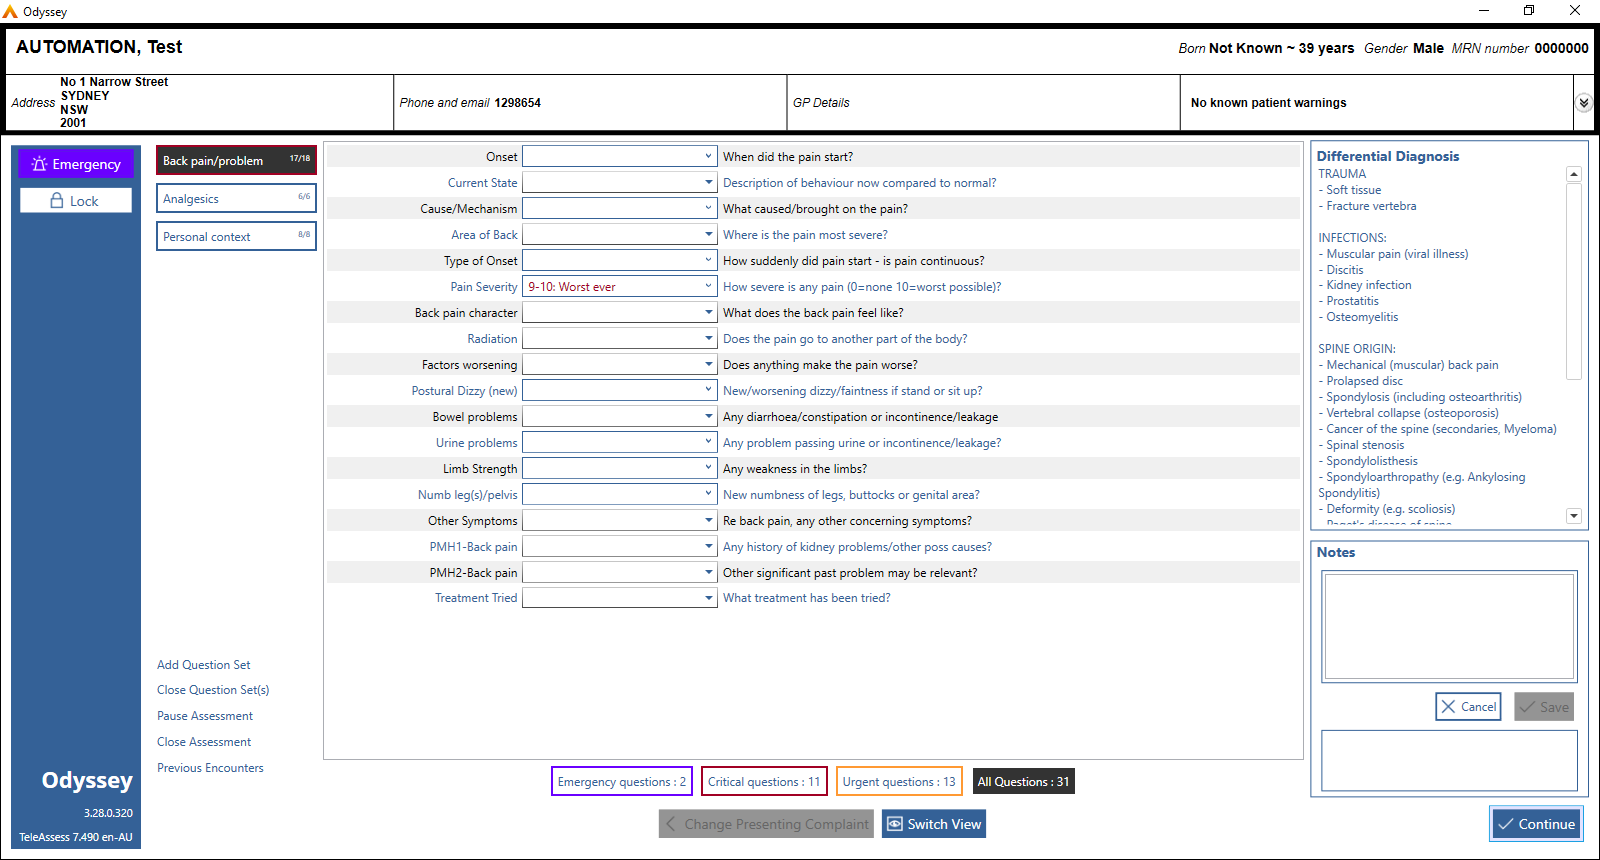 Odyssey
AUTOMATION, Test
Born Not Known ~ 39 years Gender Male MRN number 0000000
Address No 1 Narrow Street
SYDNEY
NSW
2001
Phone and email 1298654
GP Details
No known patient warnings
Emergency
Lock
Odyssey
3.28.0.320
TeleAssess 7.490 en-AU
Back pain/problem 17/18
Analgesics 6/6
Personal context 8/8
Add Question Set
Close Question Set(s)
Pause Assessment
Close Assessment
Previous Encounters
Onset When did the pain start?
Current State Description of behaviour now compared to normal?
Cause/Mechanism What caused/brought on the pain?
Area of Back Where is the pain most severe?
Type of Onset How suddenly did pain start - is pain continuous?
Pain Severity 9-10: Worst ever How severe is any pain (0=none 10=worst possible)?
Back pain character What does the back pain feel like?
Radiation Does the pain go to another part of the body?
Factors worsening Does anything make the pain worse?
Postural Dizzy (new) New/worsening dizzy/faintness if stand or sit up?
Bowel problems Any diarrhoea/constipation or incontinence/leakage
Urine problems Any problem passing urine or incontinence/leakage?
Limb Strength Any weakness in the limbs?
Numb leg(s)/pelvis New numbness of legs, buttocks or genital area?
Other Symptoms Re back pain, any other concerning symptoms?
PMH1-Back pain Any history of kidney problems/other poss causes?
PMH2-Back pain Other significant past problem may be relevant?
Treatment Tried What treatment has been tried?
Emergency questions : 2
Critical questions : 11
Urgent questions : 13
All Questions : 31
Change Presenting Complaint
Switch View
Differential Diagnosis
TRAUMA
- Soft tissue
- Fracture vertebra
INFECTIONS:
- Muscular pain (viral illness)
- Discitis
- Kidney infection
- Prostatitis
- Osteomyelitis
SPINE ORIGIN:
- Mechanical (muscular) back pain
- Prolapsed disc
- Spondylosis (including osteoarthritis)
- Vertebral collapse (osteoporosis)
- Cancer of the spine (secondaries, Myeloma)
- Spinal stenosis
- Spondylolisthesis
- Spondyloarthropathy (e.g. Ankylosing
Spondylitis)
- Deformity (e.g. scoliosis)
- Paget's disease of spine
Notes
Cancel
Save
Continue